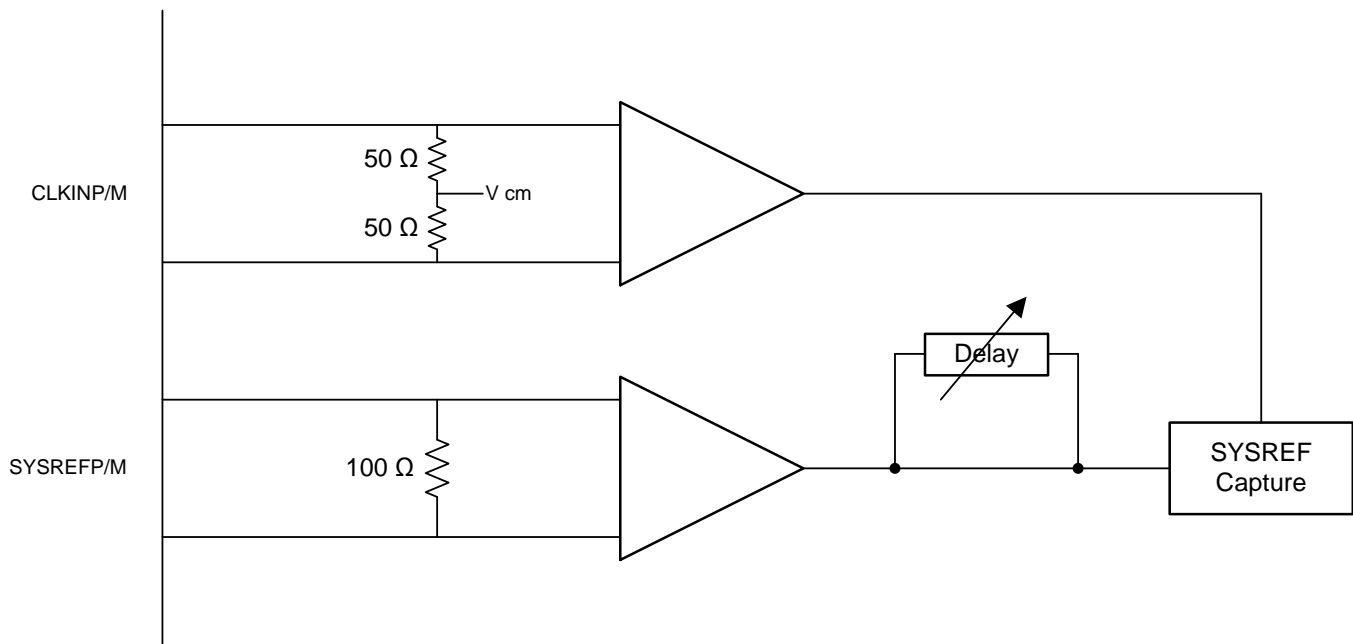 50 Ω
CLKINP/M
V cm
50 Ω
Delay
SYSREFP/M
100 Ω
SYSREF
Capture